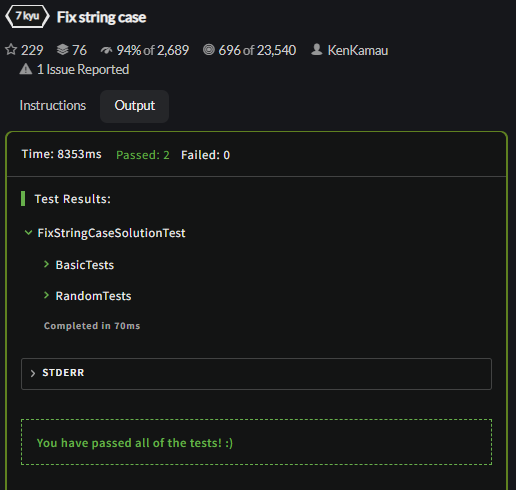 7 kyu Fix string case
229 76 94% of 2,689 696 of 23,540 KenKamau
1 Issue Reported
Instructions Output
Time: 8353ms Passed: 2 Failed: 0
Test Results:
FixStringCaseSolutionTest
BasicTests
RandomTests
Completed in 70ms
STDERR
You have passed all of the tests! :)